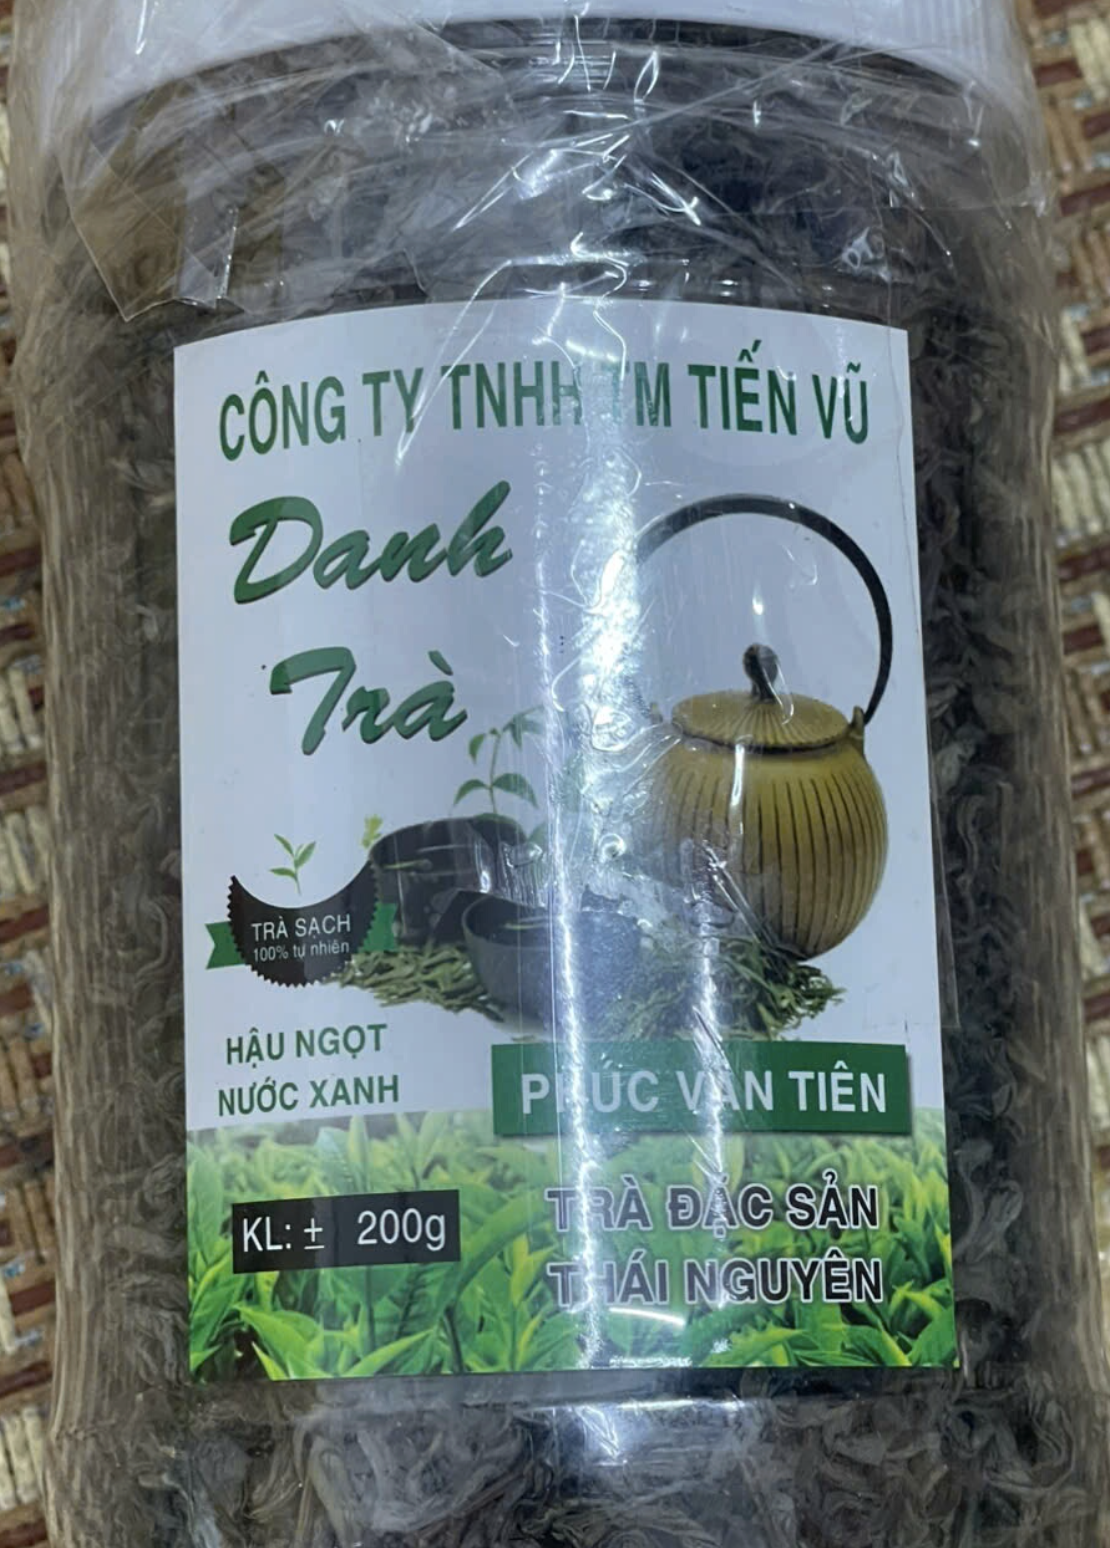 CÔNG TY TNHH TM TIẾN VŨ
Danh
Trà
TRÀ SẠCH
100% tự nhiên
HẬU NGỌT
NƯỚC XANH
PHÚC VÂN TIÊN
KL: ± 200g
TRÀ ĐẶC SẢN
THÁI NGUYÊN